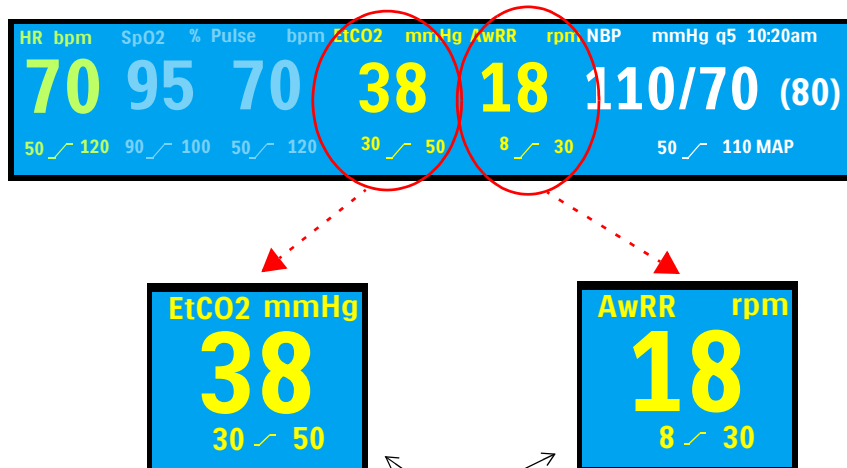 HR bpm SpO2 % Pulse bpm EtCO2 mmHg AwRR rpm NBP mmHg q5 10:20am
70 95 70 38 18 110/70 (80)
50 120 90 100 50 120 30 50 8 30 50 110 MAP
EtCO2 mmHg
38
30 50
AwRR rpm
18
8 30